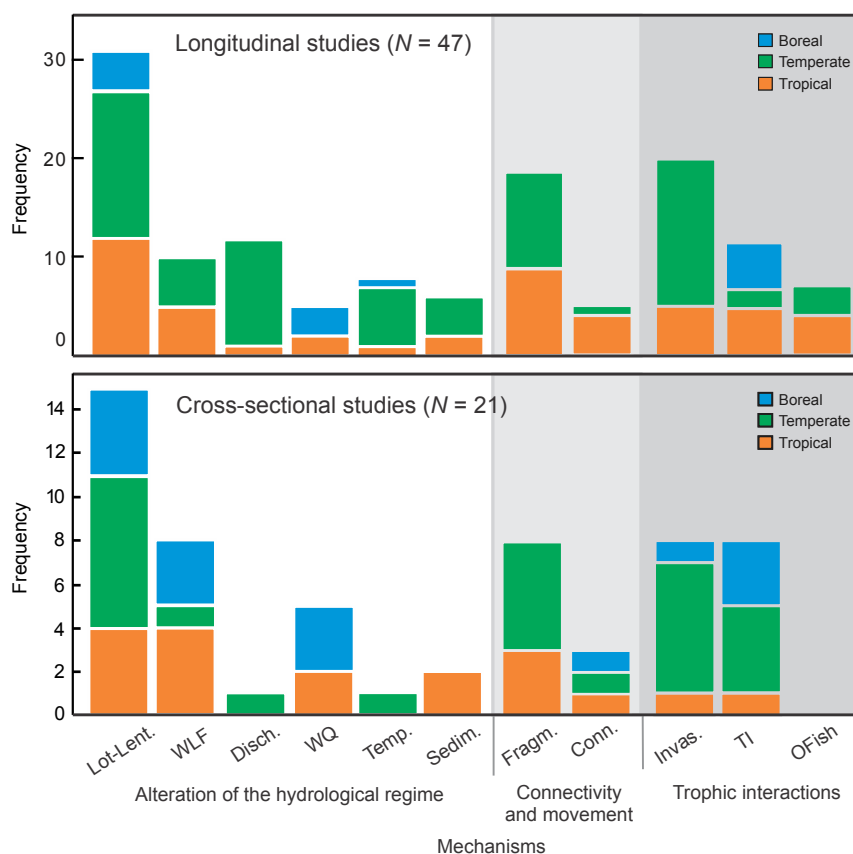 Longitudinal studies (N = 47)
Boreal
Temperate
Tropical
Frequency
30
20
10
0
Cross-sectional studies (N = 21)
Boreal
Temperate
Tropical
Frequency
14
12
10
8
6
4
2
0
Lot-Lent. WLF Disch. WQ Temp. Sedim. Fragm. Conn. Invas. TI OFish
Alteration of the hydrological regime Connectivity Trophic interactions
and movement
Mechanisms